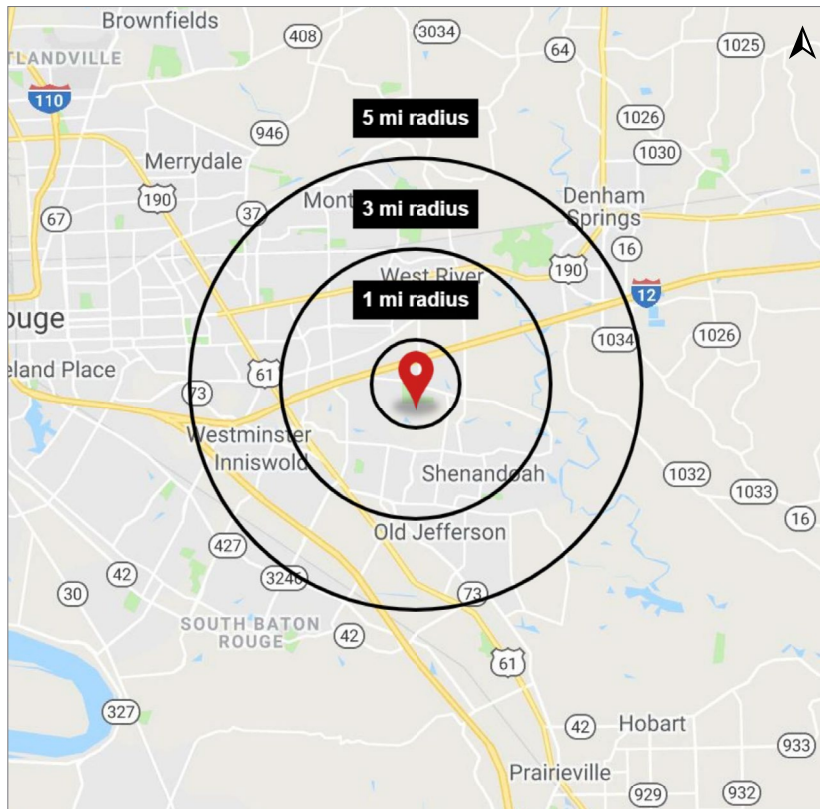 Brownfields
408
3034
64
1025
TLANDVILLE
110
1026
946
5 mi radius
1030
Merrydale
190
Mont
3 mi radius
Denham
Springs
37
67
16
West River
190
1 mi radius
12
ouge
1034
1026
eland Place
61
73
Westminster
Inniswold
Shenandoah
1032
1033
16
Old Jefferson
427
42
3246
30
73
SOUTH BATON
ROUGE
42
61
327
42
Hobart
933
Prairieville
929
932